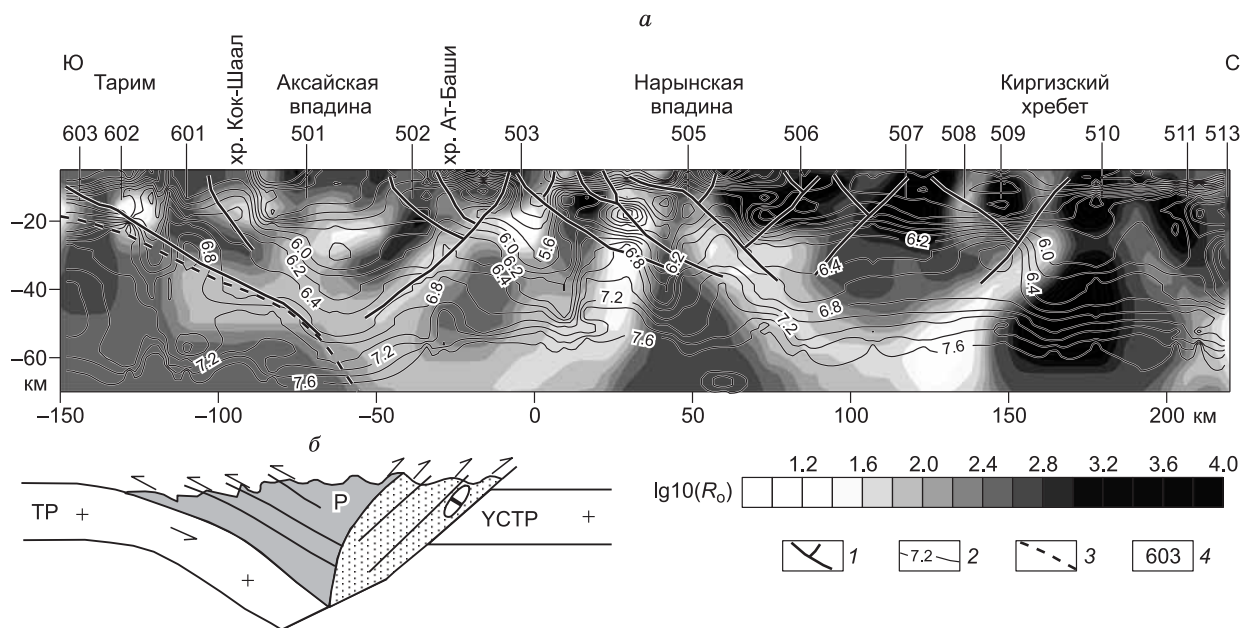 а
Ю
С
Тарим
хр. Кок-Шаал
Аксайская
впадина
хр. Ат-Баши
Нарынская
впадина
Киргизский
хребет
603 602 601 501 502 503 505 506 507 508 509 510 511 513
–20
–40
–60
км
6.8 6.0 6.2 6.4 7.2 7.6
7.2 6.8 6.0 6.2 6.4 5.6
6.8 6.2 7.2 7.6 7.2
6.2 6.4 6.8 7.6 6.0 6.4
–150 –100 –50 0 50 100 150 200 км
б
ТР +
Р
+
УСТР +
lg10(Rо)
1.2 1.6 2.0 2.4 2.8 3.2 3.6 4.0
1
7.2 2
3
603 4